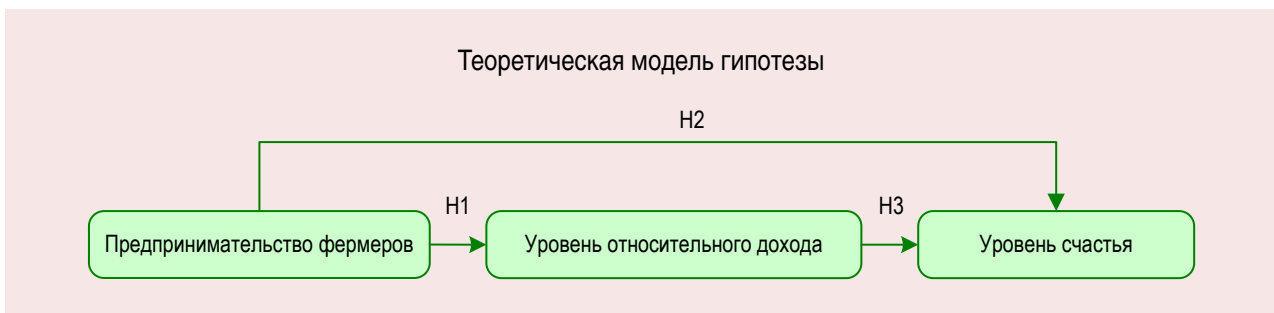 Теоретическая модель гипотезы
H2
H1
H3
Предпринимательство фермеров
Уровень относительного дохода
Уровень счастья